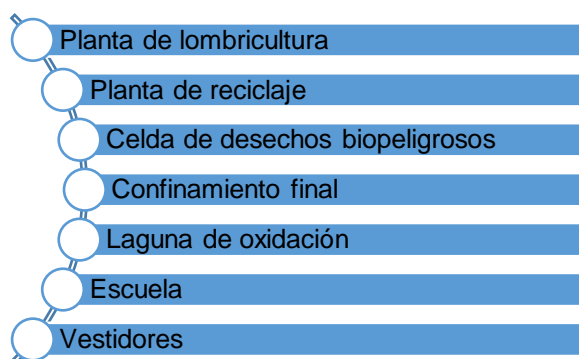 Planta de lombricultura
Planta de reciclaje
Celda de desechos biopeligrosos
Confinamiento final
Laguna de oxidación
Escuela
Vestidores